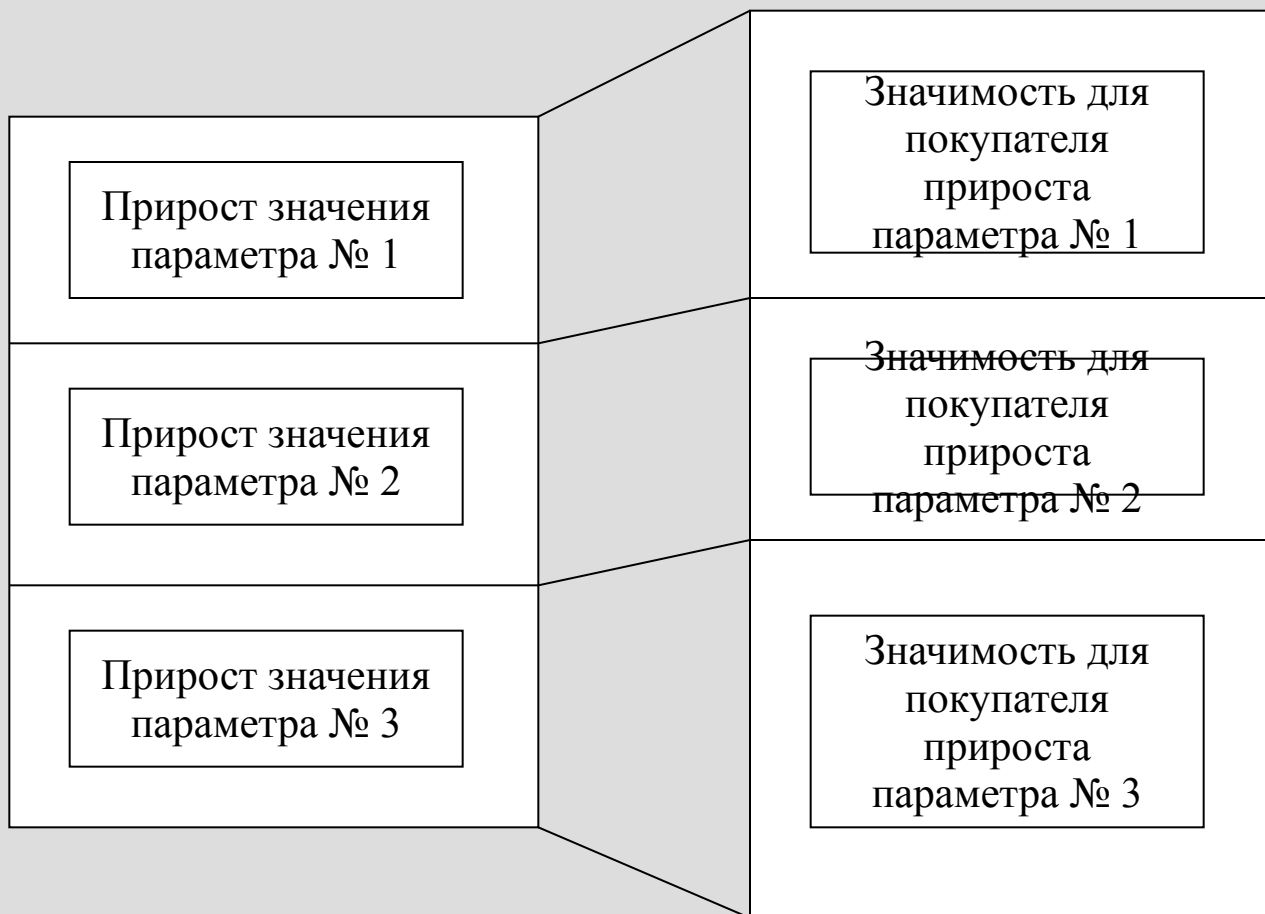 Прирост значения
параметра № 1
Прирост значения
параметра № 2
Прирост значения
параметра № 3
Значимость для
покупателя
прироста
параметра № 1
Значимость для
покупателя
прироста
параметра № 2
Значимость для
покупателя
прироста
параметра № 3